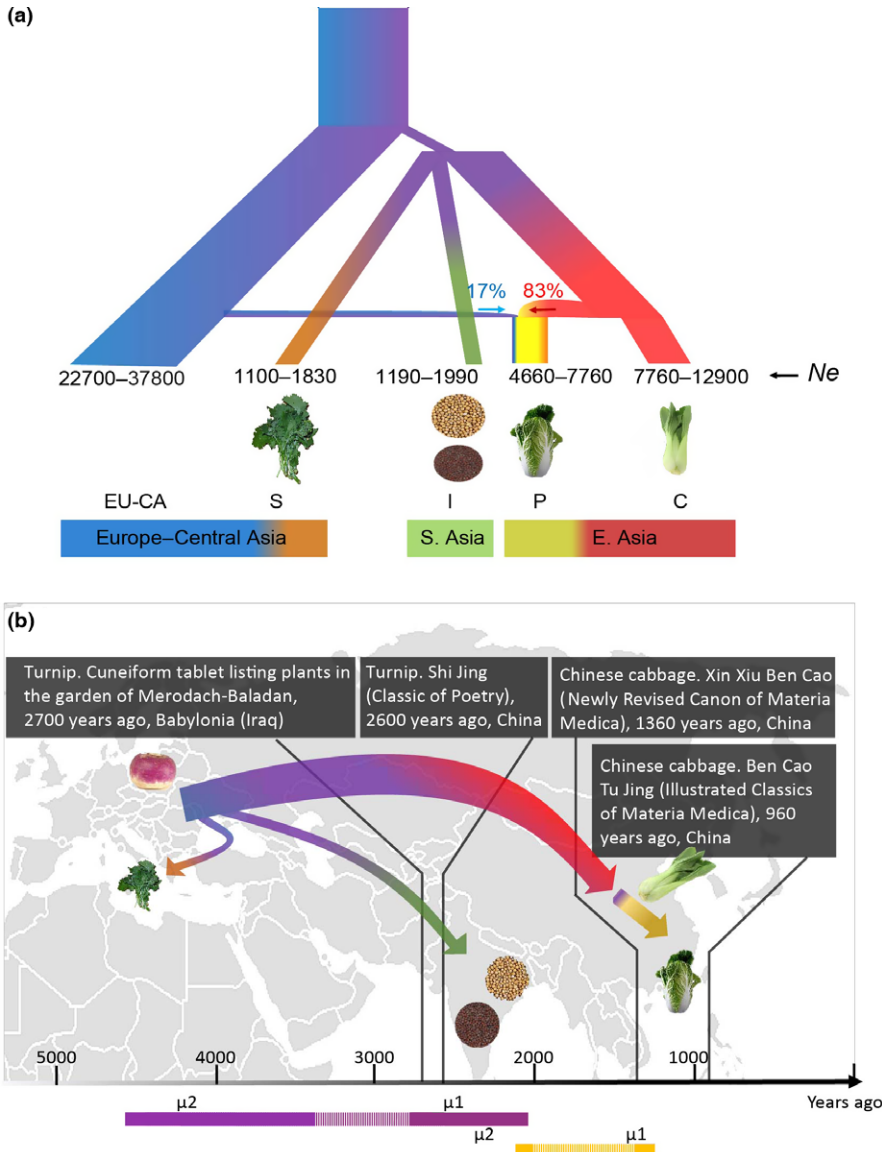 (a)
17% 83%
22700–37800 1100–1830 1190–1990 4660–7760 7760–12900 Ne
EU-CA S I P C
Europe–Central Asia S. Asia E. Asia
(b)
Turnip. Cuneiform tablet listing plants in
the garden of Merodach-Baladan,
2700 years ago, Babylonia (Iraq)
Turnip. Shi Jing
(Classic of Poetry),
2600 years ago, China
Chinese cabbage. Xin Xiu Ben Cao
(Newly Revised Canon of Materia
Medica), 1360 years ago, China
Chinese cabbage. Ben Cao
Tu Jing (Illustrated Classics
of Materia Medica), 960
years ago, China
5000 4000 3000 2000 1000
Years ago
μ2 μ1
μ2 μ1